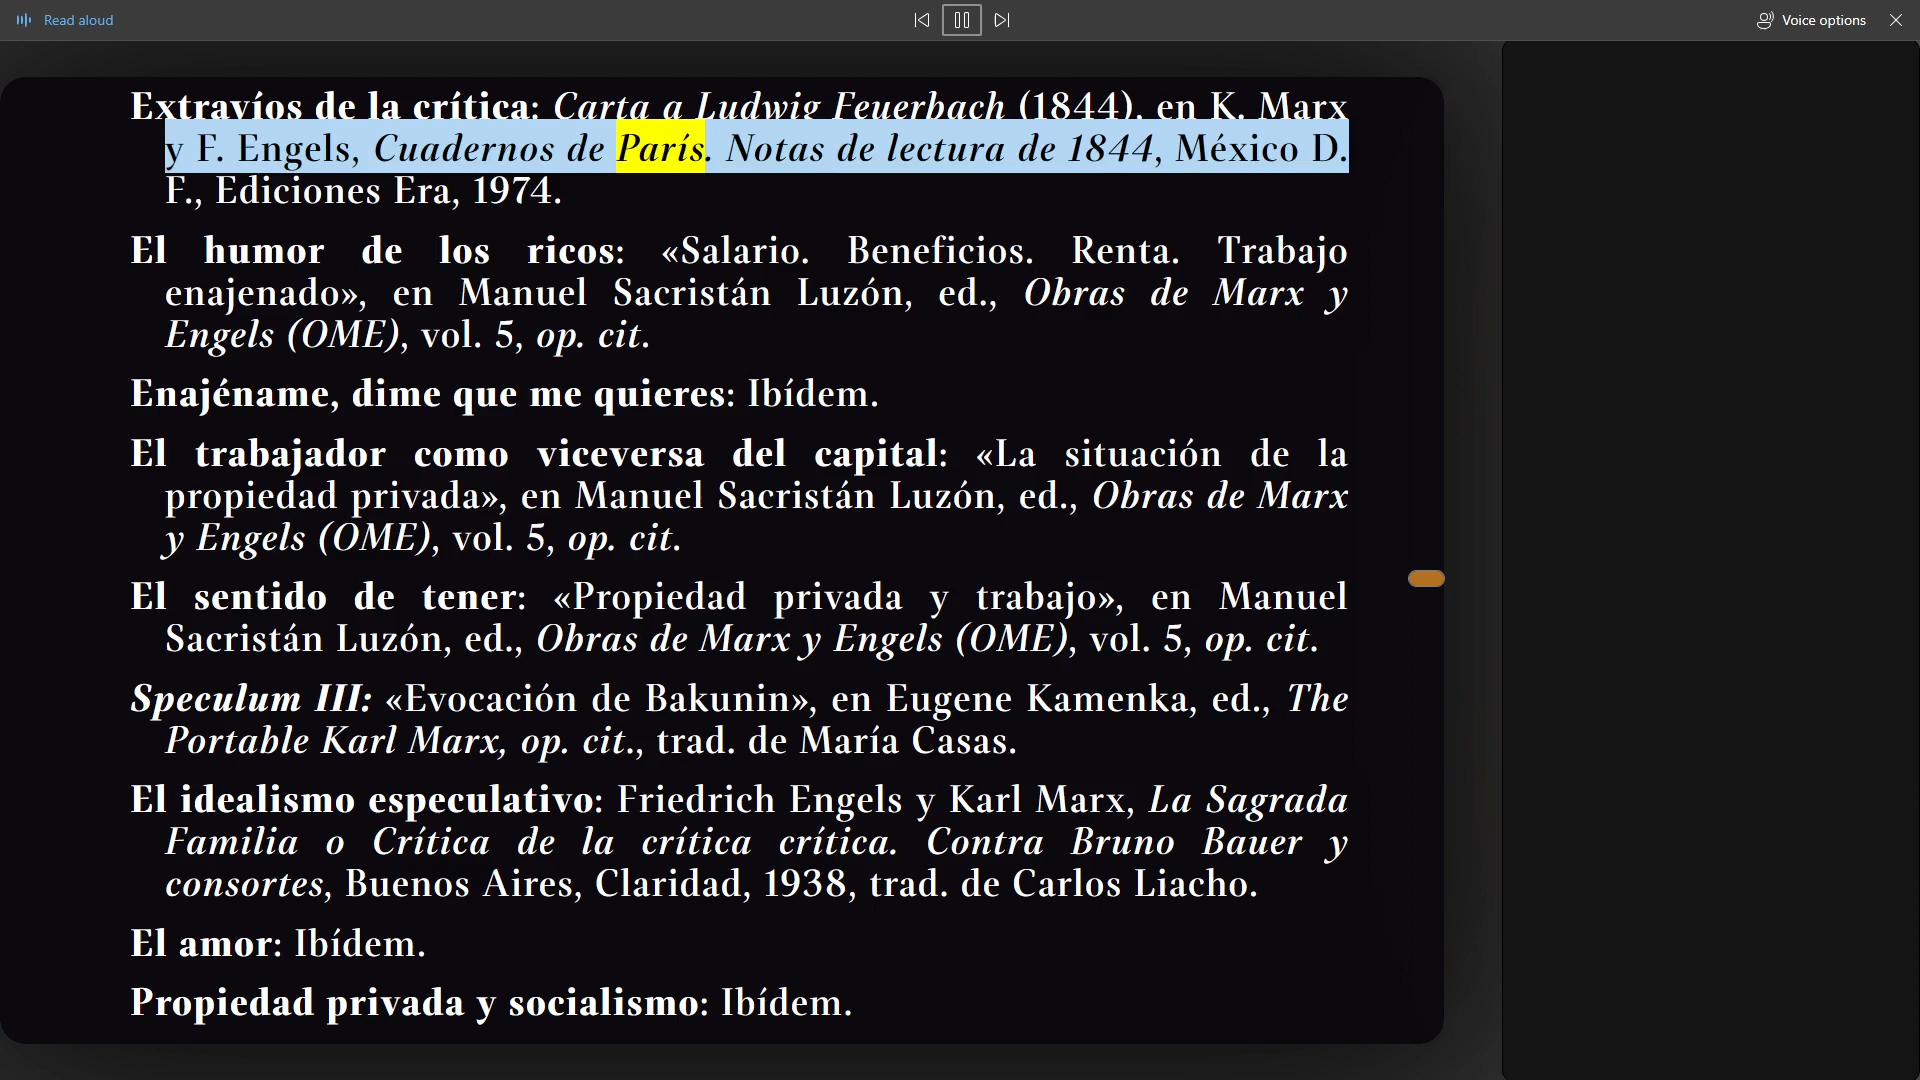 Read aloud
Voice options
Extravíos de la crítica: Carta a Ludwig Feuerbach (1844), en K. Marx
y F. Engels, Cuadernos de París. Notas de lectura de 1844, México D.
F., Ediciones Era, 1974.
El humor de los ricos: «Salario. Beneficios. Renta. Trabajo
enajenado», en Manuel Sacristán Luzón, ed., Obras de Marx y
Engels (OME), vol. 5, op. cit.
Enajéname, dime que me quieres: Ibídem.
El trabajador como viceversa del capital: «La situación de la
propiedad privada», en Manuel Sacristán Luzón, ed., Obras de Marx
y Engels (OME), vol. 5, op. cit.
El sentido de tener: «Propiedad privada y trabajo», en Manuel
Sacristán Luzón, ed., Obras de Marx y Engels (OME), vol. 5, op. cit.
Speculum III: «Evocación de Bakunin», en Eugene Kamenka, ed., The
Portable Karl Marx, op. cit., trad. de María Casas.
El idealismo especulativo: Friedrich Engels y Karl Marx, La Sagrada
Familia o Crítica de la crítica crítica. Contra Bruno Bauer y
consortes, Buenos Aires, Claridad, 1938, trad. de Carlos Liacho.
El amor: Ibídem.
Propiedad privada y socialismo: Ibídem.